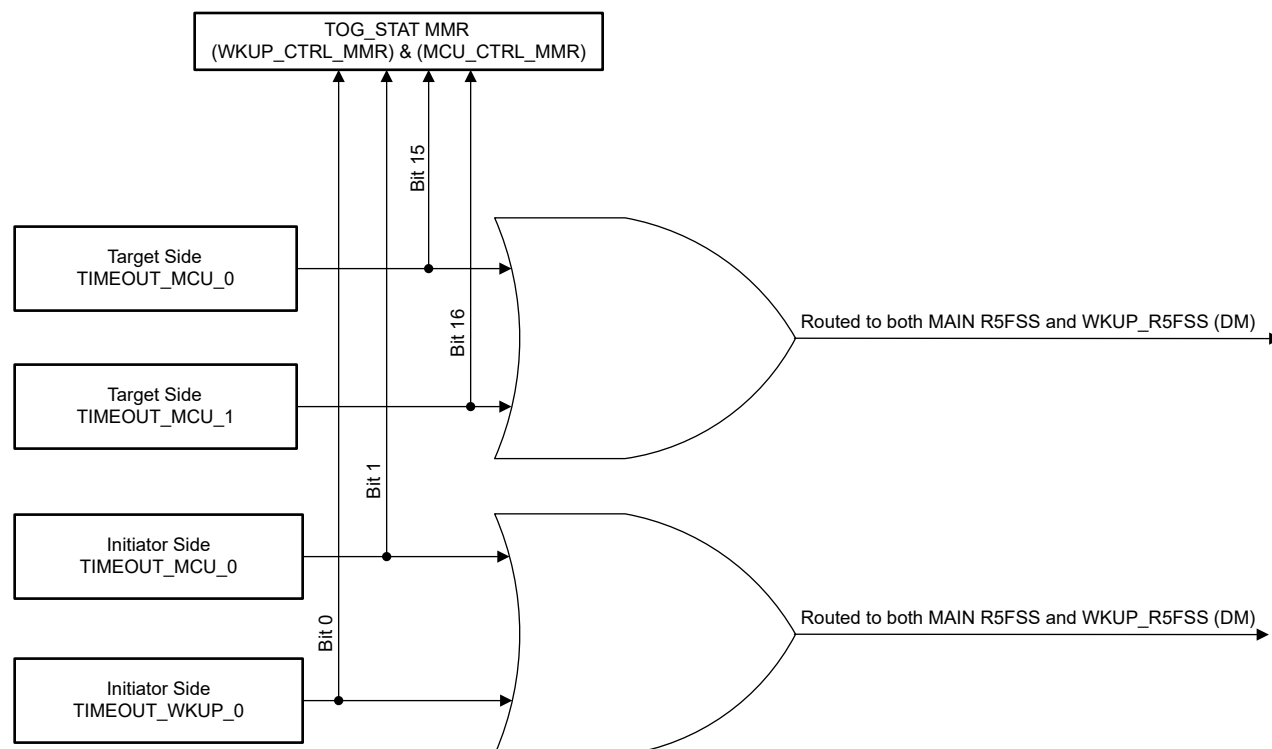 TOG_STAT MMR
(WKUP_CTRL_MMR) & (MCU_CTRL_MMR)
Bit 15
Target Side
TIMEOUT_MCU_0
Bit 16
Routed to both MAIN R5FSS and WKUP_R5FSS (DM)
Target Side
TIMEOUT_MCU_1
Bit 1
Initiator Side
TIMEOUT_MCU_0
Bit 0
Routed to both MAIN R5FSS and WKUP_R5FSS (DM)
Initiator Side
TIMEOUT_WKUP_0